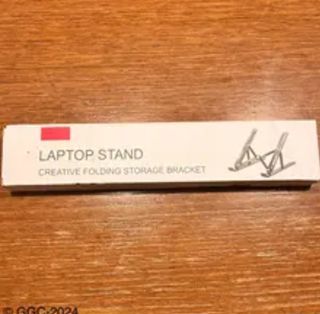 LAPTOP STAND
CREATIVE FOLDING STORAGE BRACKET
© GGC-2024